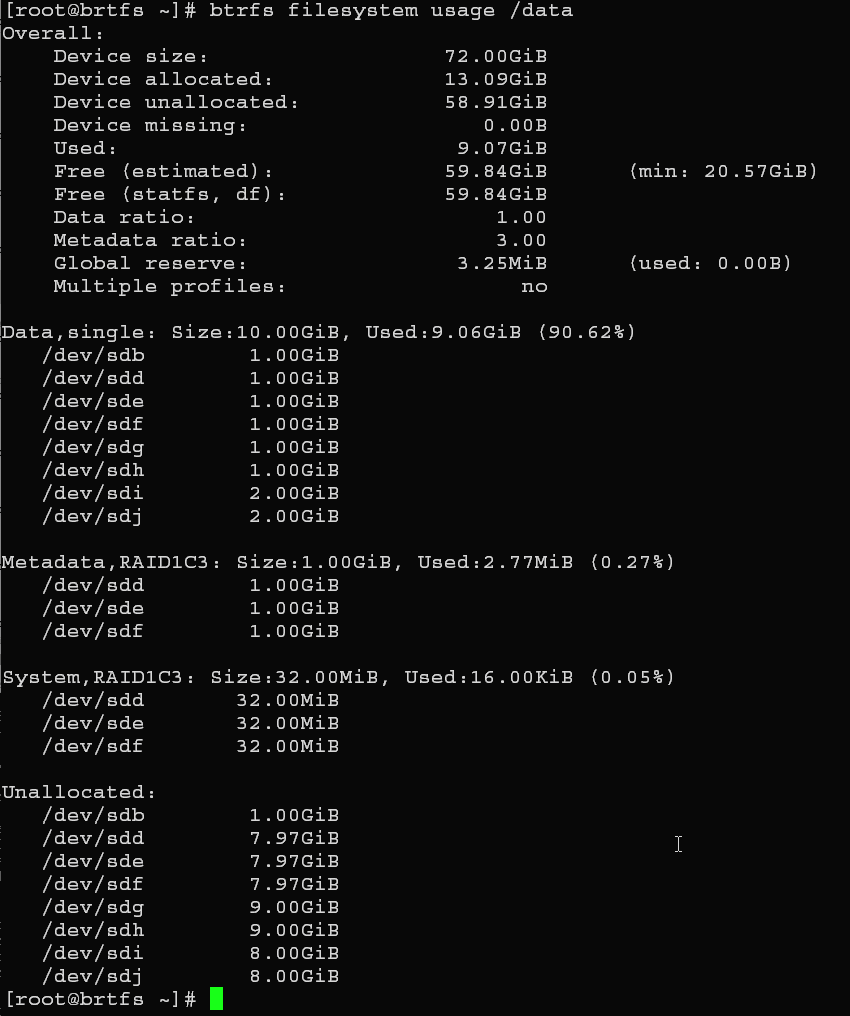 [root@brtfs ~]# btrfs filesystem usage /data
Overall:
    Device size:                  72.00GiB
    Device allocated:             13.09GiB
    Device unallocated:           58.91GiB
    Device missing:                  0.00B
    Used:                          9.07GiB
    Free (estimated):             59.84GiB      (min: 20.57GiB)
    Free (statfs, df):            59.84GiB
    Data ratio:                       1.00
    Metadata ratio:                   3.00
    Global reserve:                3.25MiB      (used: 0.00B)
    Multiple profiles:                  no

Data,single: Size:10.00GiB, Used:9.06GiB (90.62%)
   /dev/sdb        1.00GiB
   /dev/sdd        1.00GiB
   /dev/sde        1.00GiB
   /dev/sdf        1.00GiB
   /dev/sdg        1.00GiB
   /dev/sdh        1.00GiB
   /dev/sdi        2.00GiB
   /dev/sdj        2.00GiB

Metadata,RAID1C3: Size:1.00GiB, Used:2.77MiB (0.27%)
   /dev/sdd        1.00GiB
   /dev/sde        1.00GiB
   /dev/sdf        1.00GiB

System,RAID1C3: Size:32.00MiB, Used:16.00KiB (0.05%)
   /dev/sdd       32.00MiB
   /dev/sde       32.00MiB
   /dev/sdf       32.00MiB

Unallocated:
   /dev/sdb        1.00GiB
   /dev/sdd        7.97GiB
   /dev/sde        7.97GiB
   /dev/sdf        7.97GiB
   /dev/sdg        9.00GiB
   /dev/sdh        9.00GiB
   /dev/sdi        8.00GiB
   /dev/sdj        8.00GiB
[root@brtfs ~]#